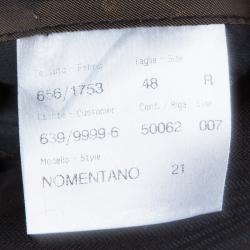 Tessuto - Fabric Taglia - Size
656/1753 48 R
Cliente - Customer Conf. / Riga Line
639/9999-6 50062 007
Modello - Style
NOMENTANO 21